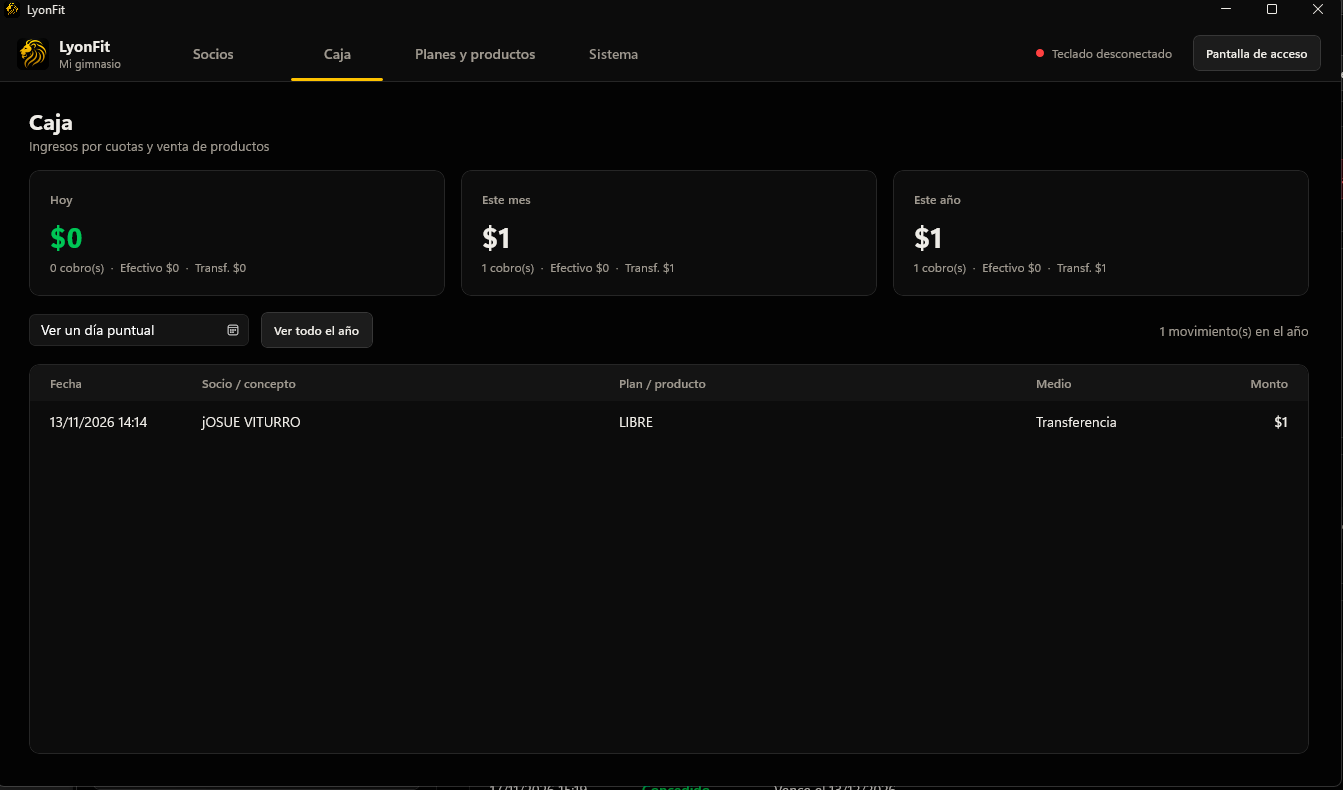 LyonFit
LyonFit
Mi gimnasio
Socios
Caja
Planes y productos
Sistema
Teclado desconectado
Pantalla de acceso
Caja
Ingresos por cuotas y venta de productos
Hoy
$0
0 cobro(s) · Efectivo $0 · Transf. $0
Este mes
$1
1 cobro(s) · Efectivo $0 · Transf. $1
Este año
$1
1 cobro(s) · Efectivo $0 · Transf. $1
Ver un día puntual
Ver todo el año
1 movimiento(s) en el año
Fecha Socio / concepto Plan / producto Medio Monto
13/11/2026 14:14 jOSUE VITURRO LIBRE Transferencia $1